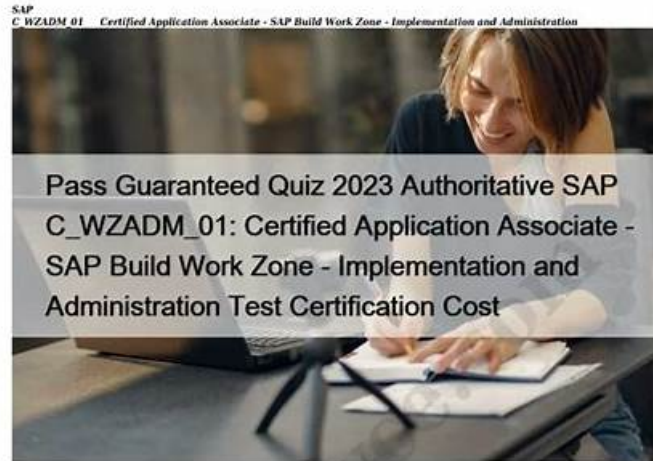 SAP
C_WZADM_01 Certified Application Associate - SAP Build Work Zone - Implementation and Administration
Pass Guaranteed Quiz 2023 Authoritative SAP
C_WZADM_01: Certified Application Associate -
SAP Build Work Zone - Implementation and
Administration Test Certification Cost